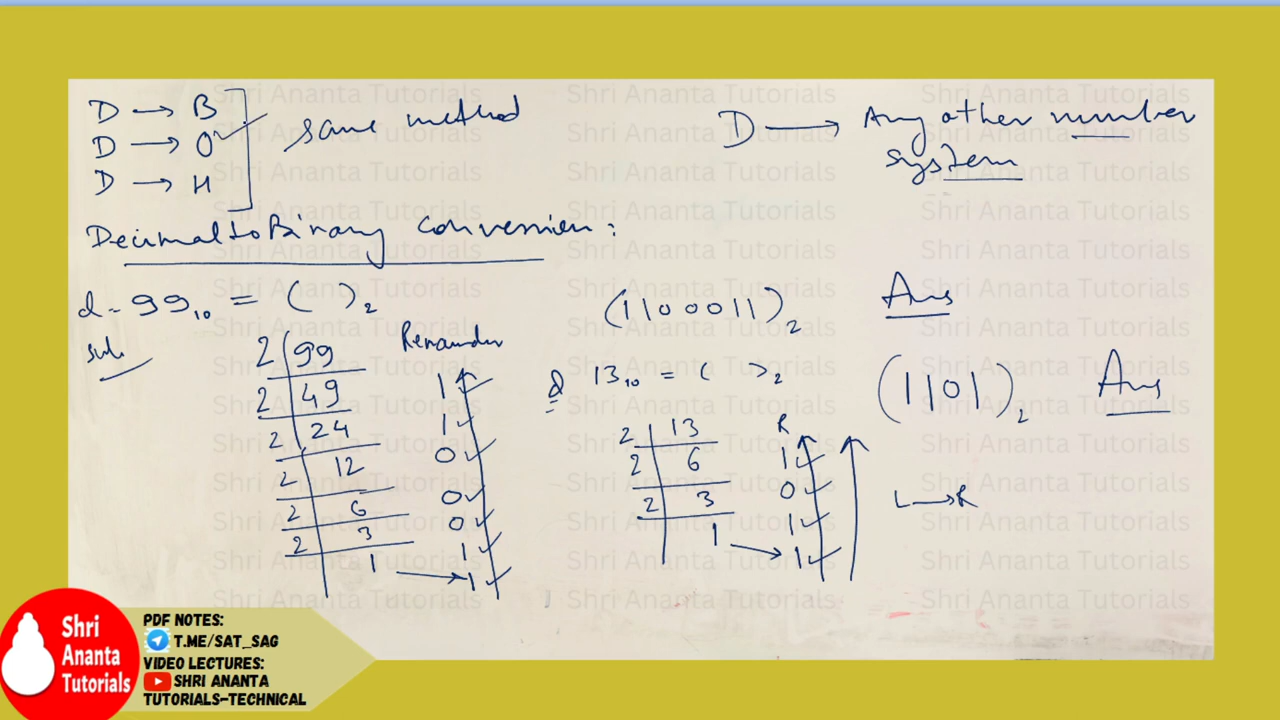 D → B
D → O
D → H
same method
D → Any other number
system
Decimal to Binary conversion:
d. 99₁₀ = ( )₂
(1100011)₂ Ans
Remainder
2 99
2 49 1
2 24 1
2 12 0
2 6 0
2 3 0
1 1
→ 1
d 13₁₀ = ( )₂
(1101)₂ Ans
R
2 13
2 6 1
2 3 0
1 1
→ 1
L → R
Shri
Ananta
Tutorials
PDF NOTES:
T.ME/SAT_SAG
VIDEO LECTURES:
SHRI ANANTA
TUTORIALS-TECHNICAL
Shri Ananta Tutorials